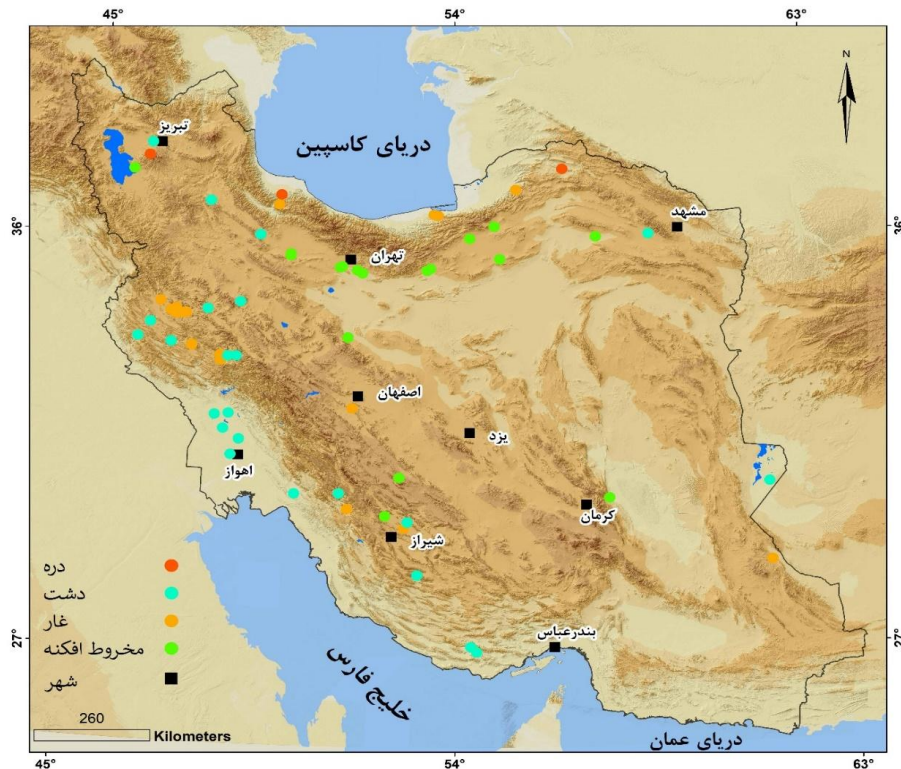 45° 54° 63°
N
تبریز
دریای کاسپین
36° 36°
مشهد
تهران
اصفهان
یزد
اهواز
کرمان
شیراز
دره
دشت
غار
مخروط افکنه
شهر
بندرعباس
27° 27°
خلیج فارس
260
Kilometers
دریای عمان
45° 54° 63°